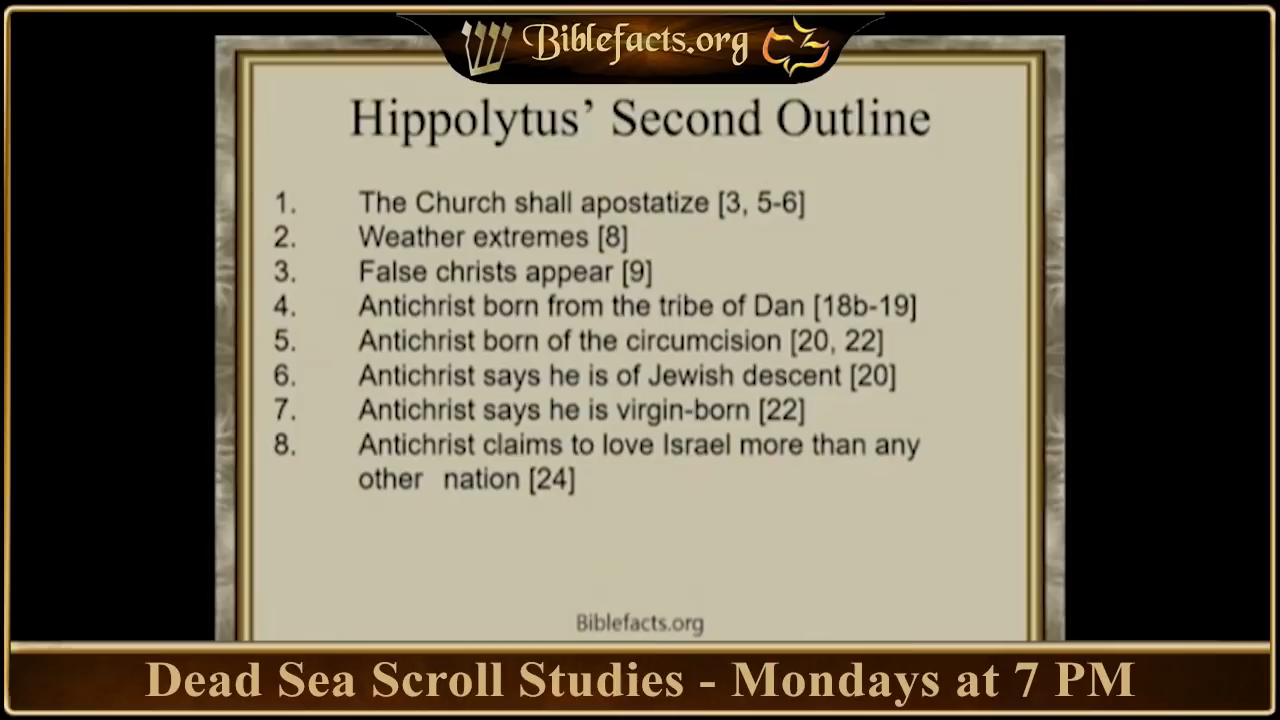 Biblefacts.org
Hippolytus’ Second Outline
1. The Church shall apostatize [3, 5-6]
2. Weather extremes [8]
3. False christs appear [9]
4. Antichrist born from the tribe of Dan [18b-19]
5. Antichrist born of the circumcision [20, 22]
6. Antichrist says he is of Jewish descent [20]
7. Antichrist says he is virgin-born [22]
8. Antichrist claims to love Israel more than any
other nation [24]
Biblefacts.org
Dead Sea Scroll Studies - Mondays at 7 PM